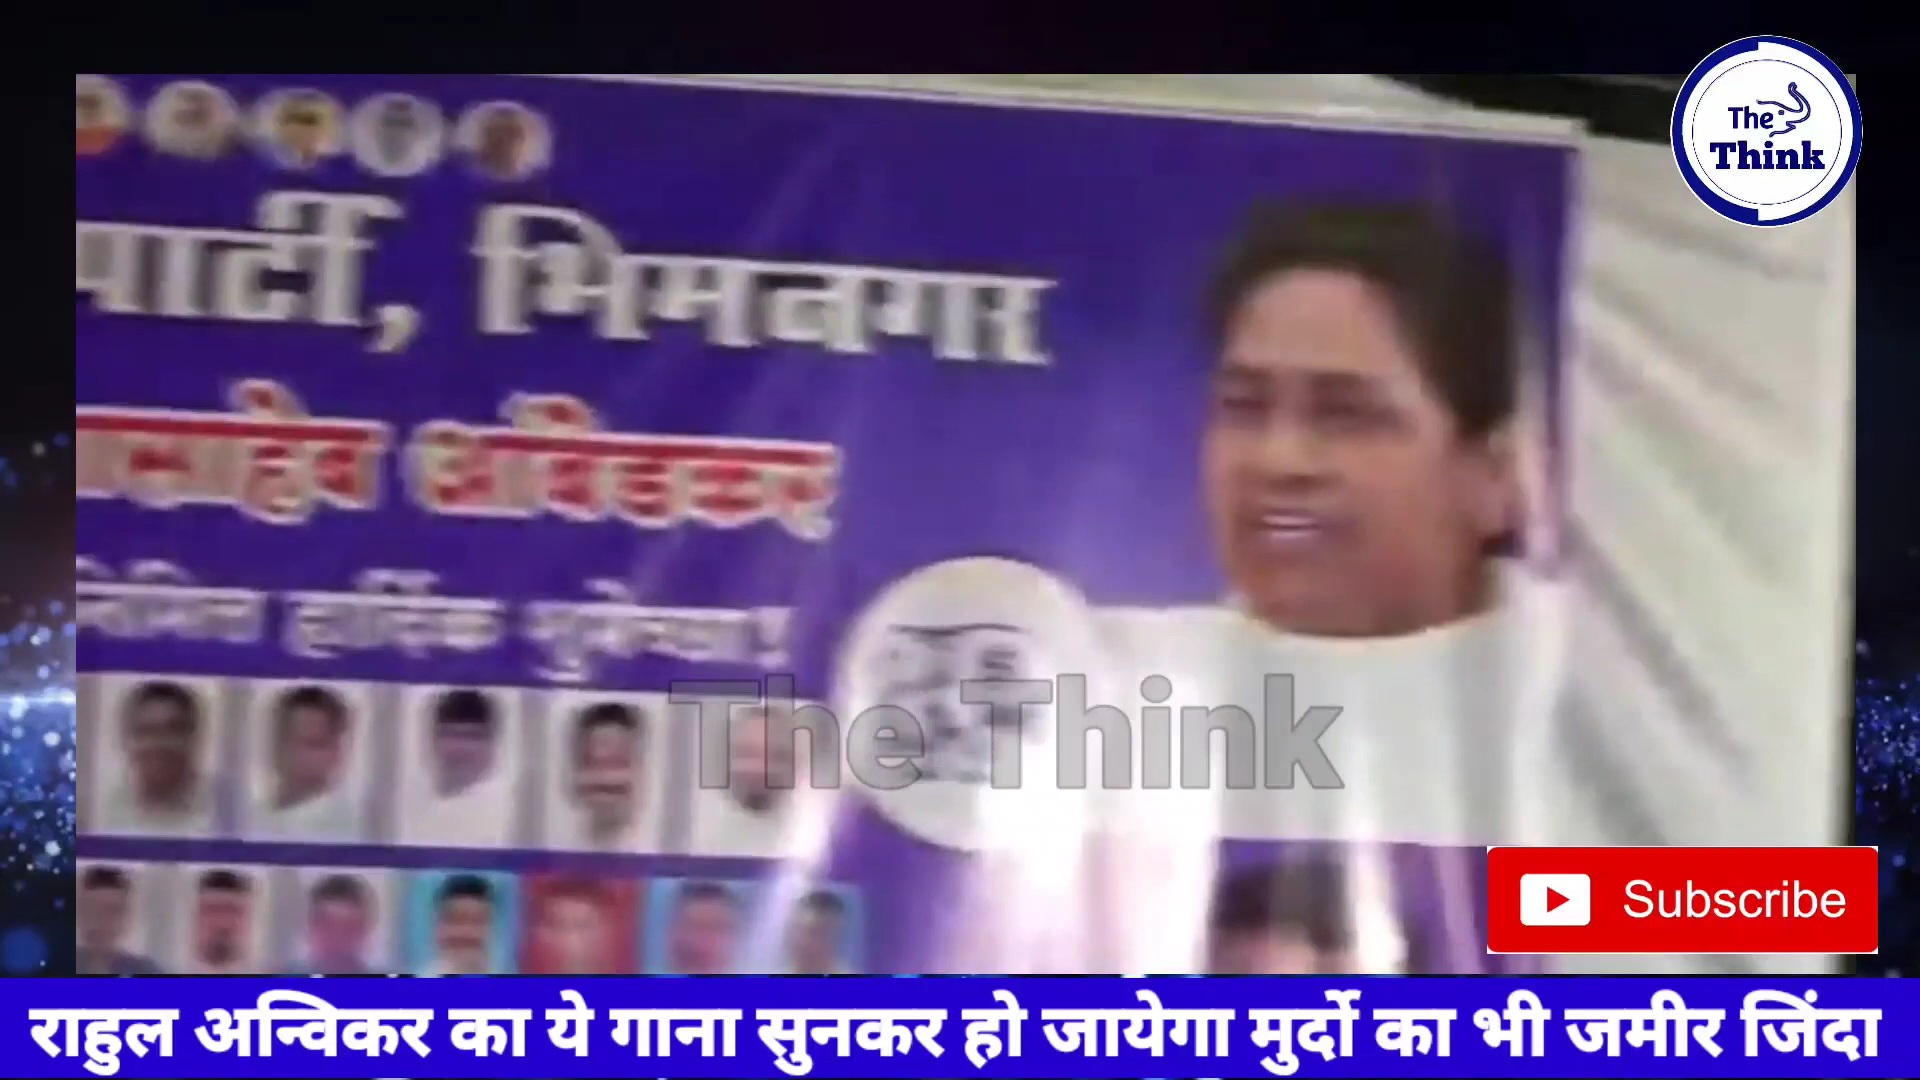 The
Think
पार्टी, भिमनगर
आंबेडकर
हार्दिक
The Think
Subscribe
राहुल अन्विकर का ये गाना सुनकर हो जायेगा मुर्दो का भी जमीर जिंदा